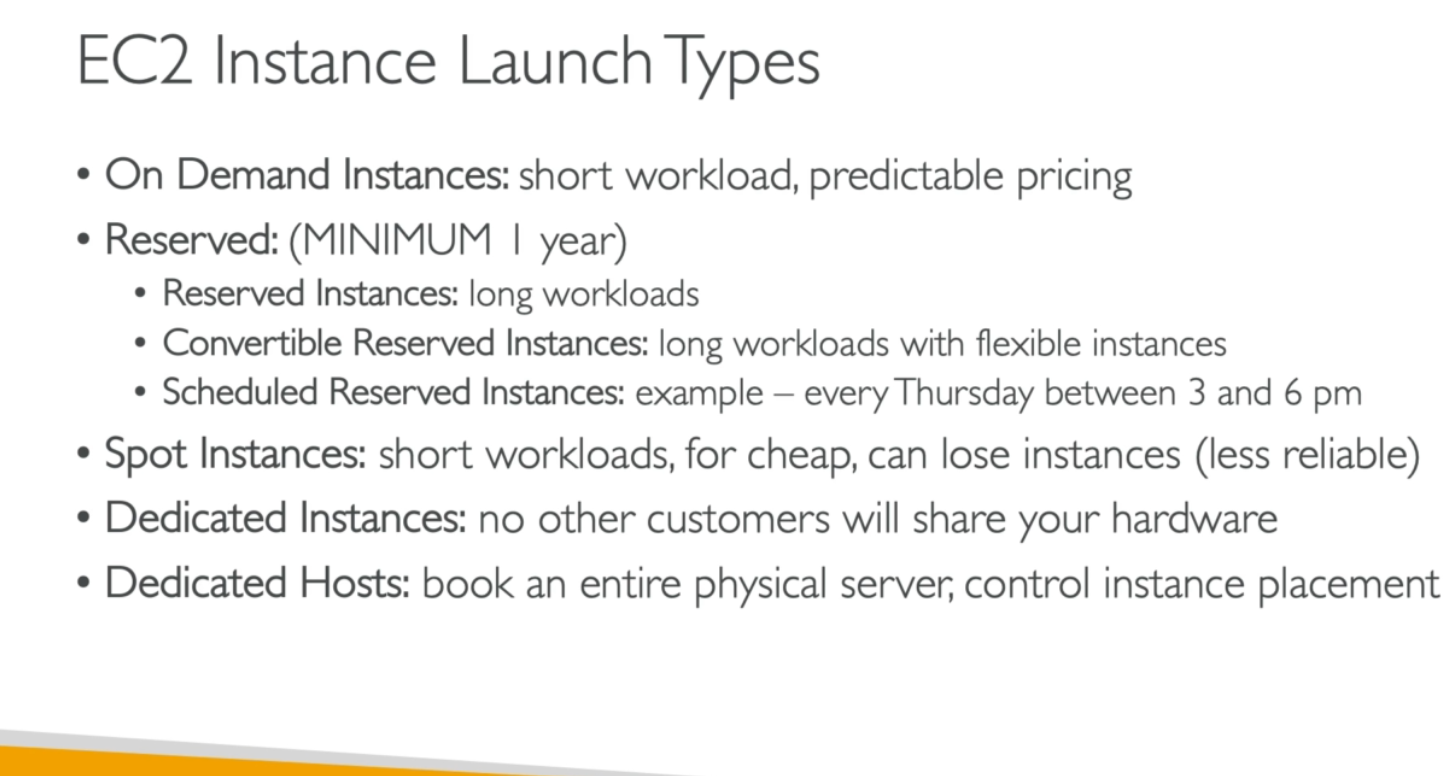 EC2 Instance Launch Types
• On Demand Instances: short workload, predictable pricing
• Reserved: (MINIMUM 1 year)
• Reserved Instances: long workloads
• Convertible Reserved Instances: long workloads with flexible instances
• Scheduled Reserved Instances: example – every Thursday between 3 and 6 pm
• Spot Instances: short workloads, for cheap, can lose instances (less reliable)
• Dedicated Instances: no other customers will share your hardware
• Dedicated Hosts: book an entire physical server, control instance placement